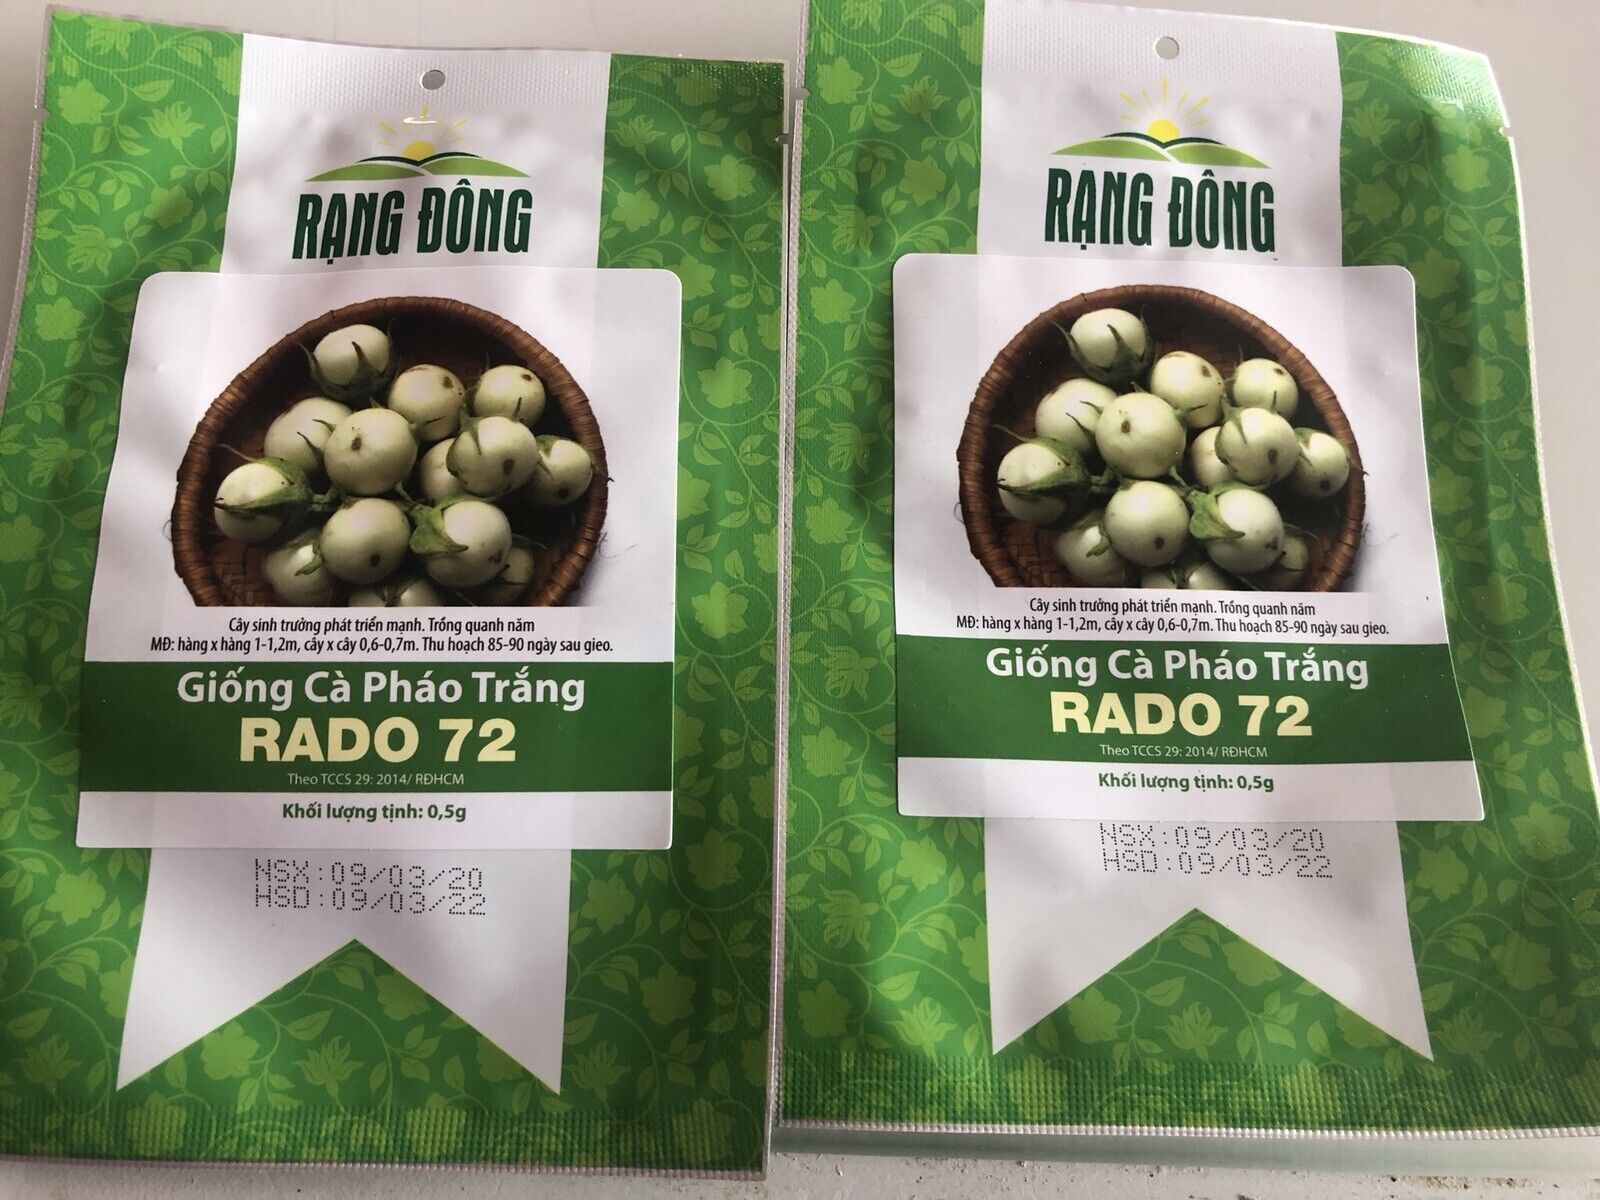 RẠNG ĐÔNG
Cây sinh trưởng phát triển mạnh. Trồng quanh năm
MĐ: hàng x hàng 1-1,2m, cây x cây 0,6-0,7m. Thu hoạch 85-90 ngày sau gieo.
Giống Cà Pháo Trắng
RADO 72
Theo TCCS 29: 2014/ RĐHCM
Khối lượng tịnh: 0,5g
NSX:09/03/20
HSD:09/03/22
RẠNG ĐÔNG
Cây sinh trưởng phát triển mạnh. Trồng quanh năm
MĐ: hàng x hàng 1-1,2m, cây x cây 0,6-0,7m. Thu hoạch 85-90 ngày sau gieo.
Giống Cà Pháo Trắng
RADO 72
Theo TCCS 29: 2014/ RĐHCM
Khối lượng tịnh: 0,5g
NSX:09/03/20
HSD:09/03/22